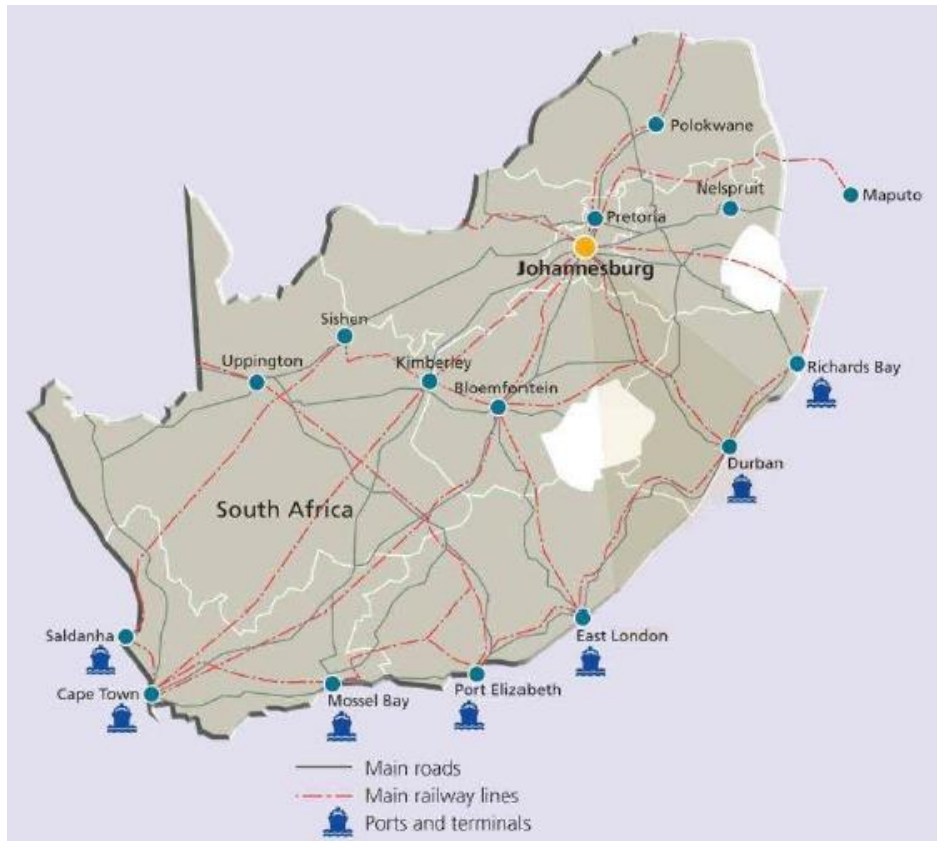 Polokwane
Nelspruit
Maputo
Pretoria
Johannesburg
Sishen
Uppington
Kimberley
Bloemfontein
Richards Bay
Durban
South Africa
Saldanha
East London
Cape Town
Mossel Bay
Port Elizabeth
Main roads
Main railway lines
Ports and terminals